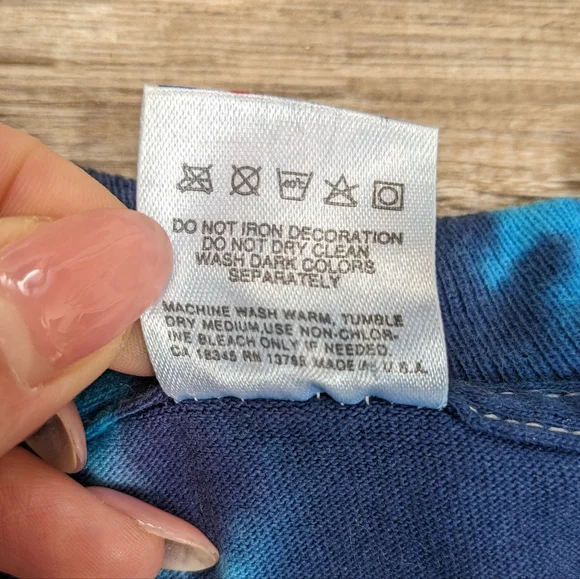 40°
DO NOT IRON DECORATION
DO NOT DRY CLEAN
WASH DARK COLORS
SEPARATELY
MACHINE WASH WARM, TUMBLE
DRY MEDIUM,USE NON-CHLOR-
INE BLEACH ONLY IF NEEDED.
CA 18345 RN 13765 MADE IN U.S.A.